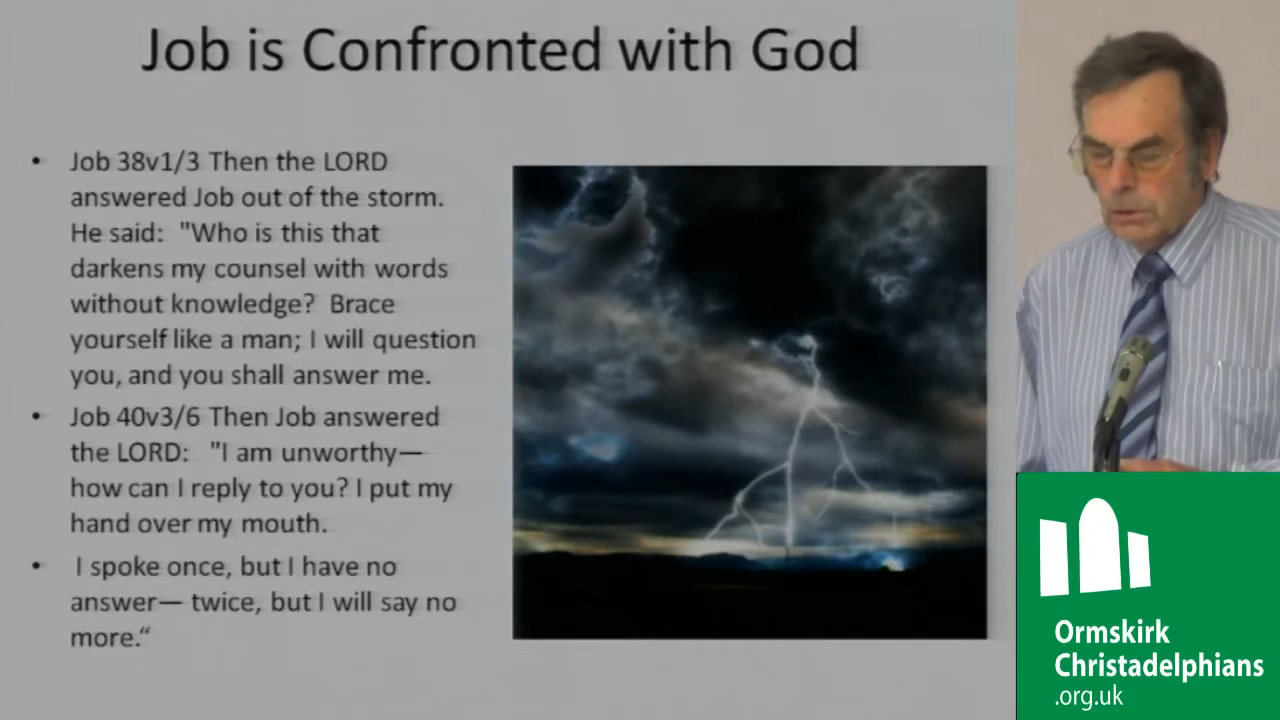 Job is Confronted with God
• Job 38v1/3 Then the LORD
answered Job out of the storm.
He said:  "Who is this that
darkens my counsel with words
without knowledge?  Brace
yourself like a man; I will question
you, and you shall answer me.
• Job 40v3/6 Then Job answered
the LORD:   "I am unworthy—
how can I reply to you? I put my
hand over my mouth.
• I spoke once, but I have no
answer— twice, but I will say no
more.“
Ormskirk
Christadelphians
.org.uk